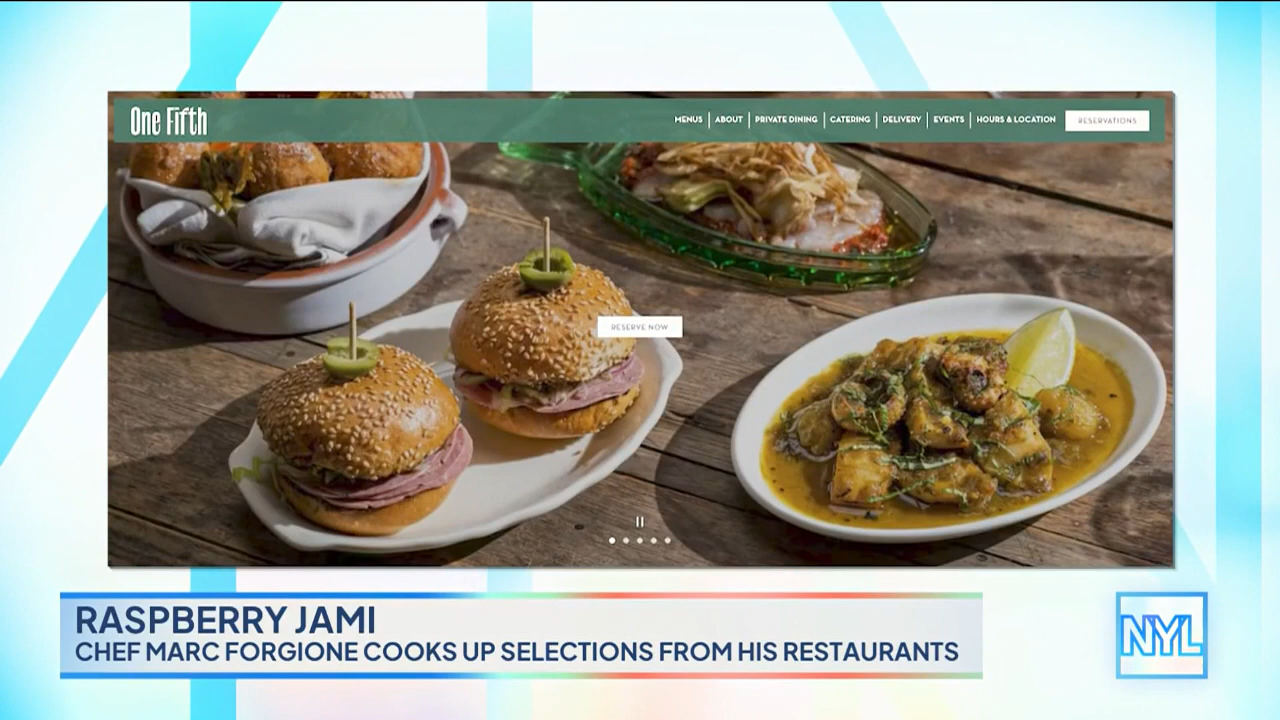 One Fifth
MENUS ABOUT PRIVATE DINING CATERING DELIVERY EVENTS HOURS & LOCATION RESERVATIONS
RESERVE NOW
RASPBERRY JAMI
CHEF MARC FORGIONE COOKS UP SELECTIONS FROM HIS RESTAURANTS
NYL